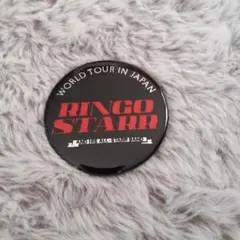 WORLD TOUR IN JAPAN
RINGO
STARR
AND HIS ALL-STARR BAND